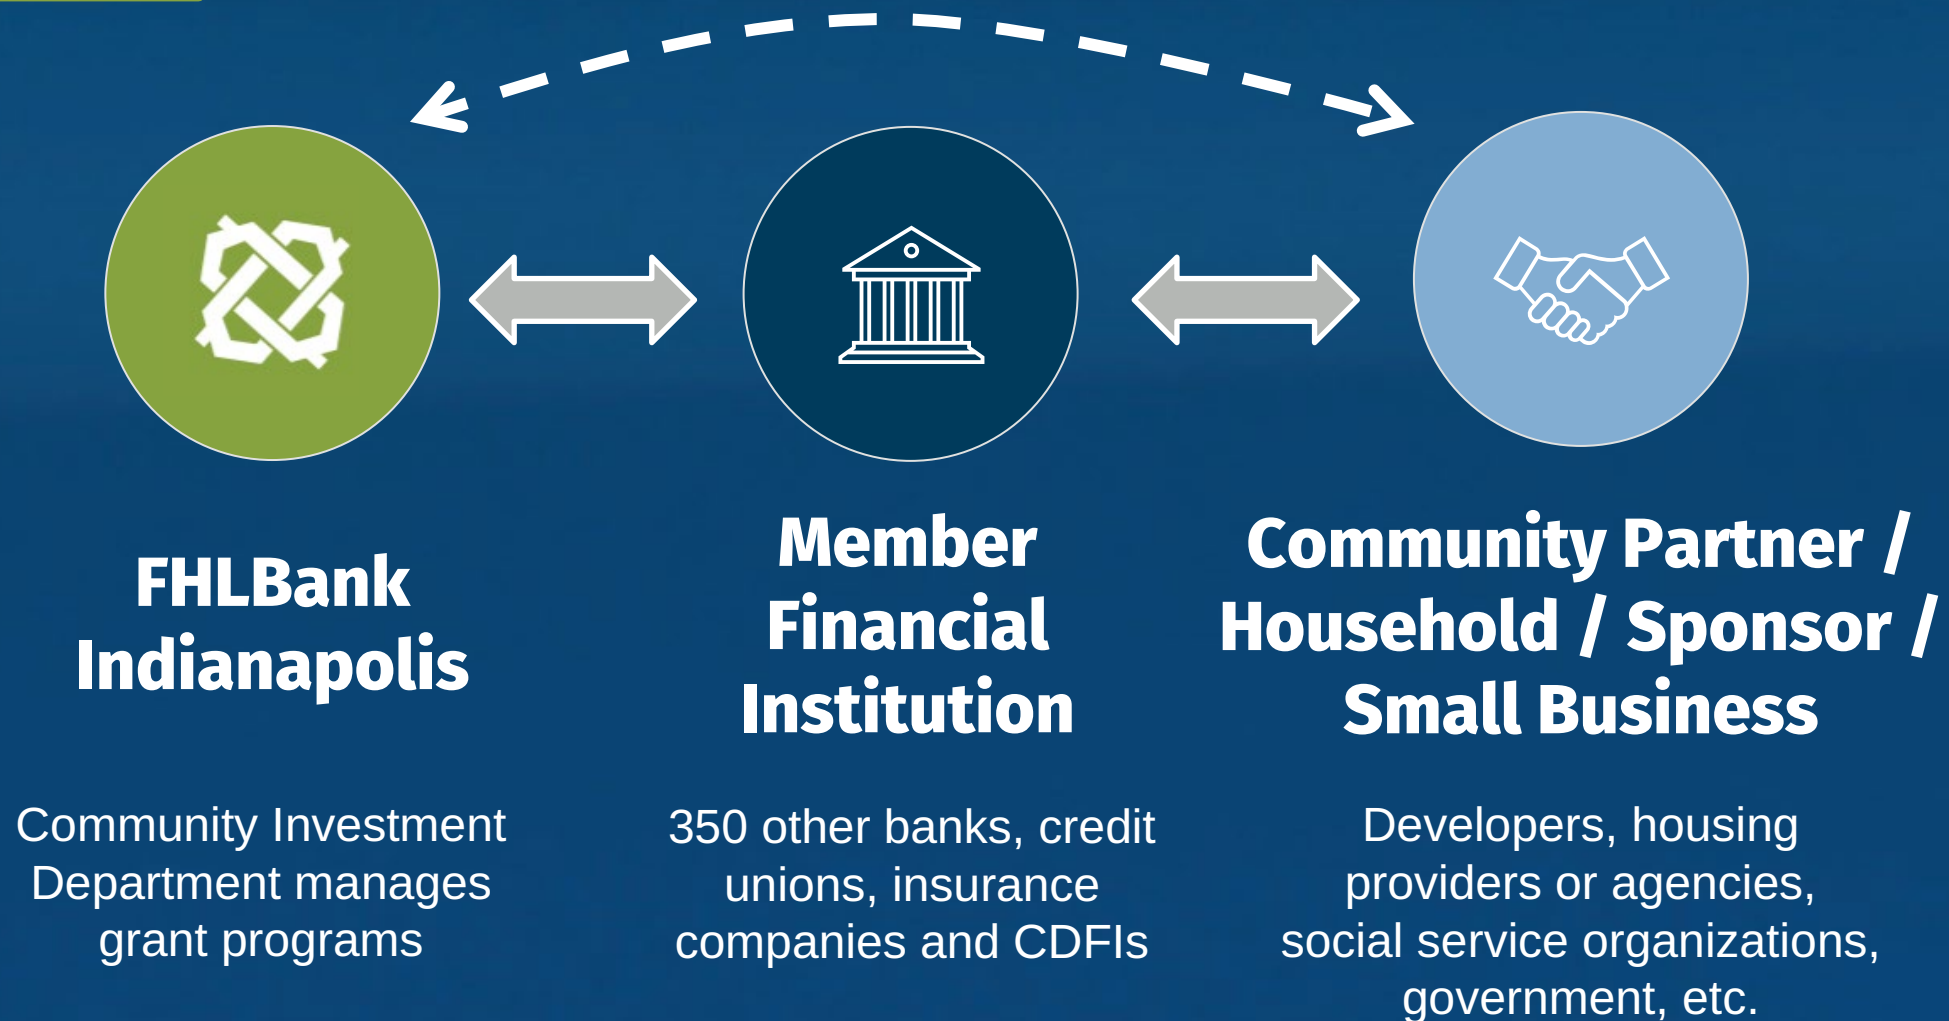 FHLBank
Indianapolis
Community Investment
Department manages
grant programs
Member
Financial
Institution
350 other banks, credit
unions, insurance
companies and CDFIs
Community Partner /
Household / Sponsor /
Small Business
Developers, housing
providers or agencies,
social service organizations,
government, etc.